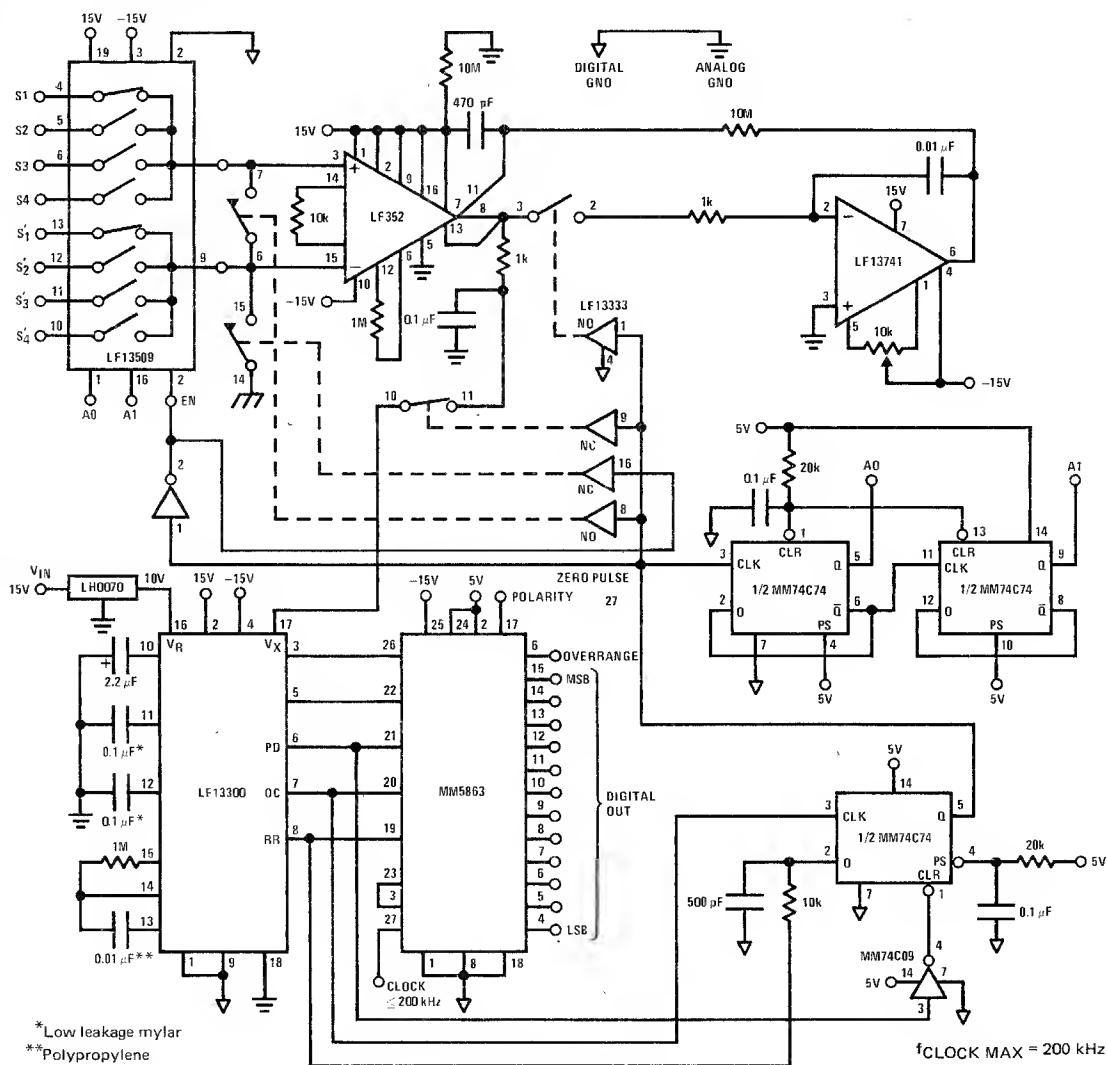 15V
-15V
19
3
2
S1
4
S2
5
S3
6
S4
7
S'1
13
S'2
12
S'3
11
S'4
10
9
LF13509
1
16
2
A0
A1
EN
7
6
15
14
15V
3
1
2
9
16
11
14
10k
LF352
7
8
13
15
10
12
6
5
-15V
1M
10M
470 pF
DIGITAL
GND
ANALOG
GND
10M
0.01 μF
3
2
1k
1k
0.1 μF
15V
7
2
6
LF13741
4
1
3
5
10k
-15V
LF13333
NO
1
4
10
11
9
NC
16
NC
8
NO
2
1
5V
20k
0.1 μF
A0
A1
1
13
14
3
CLR
CLK
Q
5
1/2 MM74C74
2
O
Q̅
6
PS
7
4
5V
11
CLR
CLK
Q
9
1/2 MM74C74
12
O
Q̅
8
PS
10
5V
ZERO PULSE
27
VIN
15V
LH0070
10V
15V
-15V
16
2
4
17
VR
VX
10
2.2 μF
11
0.1 μF*
12
0.1 μF*
1M
15
14
13
0.01 μF**
LF13300
3
5
PD
6
OC
7
RR
8
1
9
18
-15V
5V
POLARITY
25
24
2
17
26
22
21
20
19
23
3
27
MM5863
6
OVERRANGE
15
MSB
14
13
12
11
10
9
8
7
6
5
4
LSB
DIGITAL
OUT
1
8
18
CLOCK
≤ 200 kHz
5V
14
3
CLK
Q
5
1/2 MM74C74
2
O
PS
4
20k
5V
CLR
7
1
500 pF
10k
0.1 μF
4
MM74C09
5V
14
7
3
*Low leakage mylar
**Polypropylene
fCLOCK MAX = 200 kHz